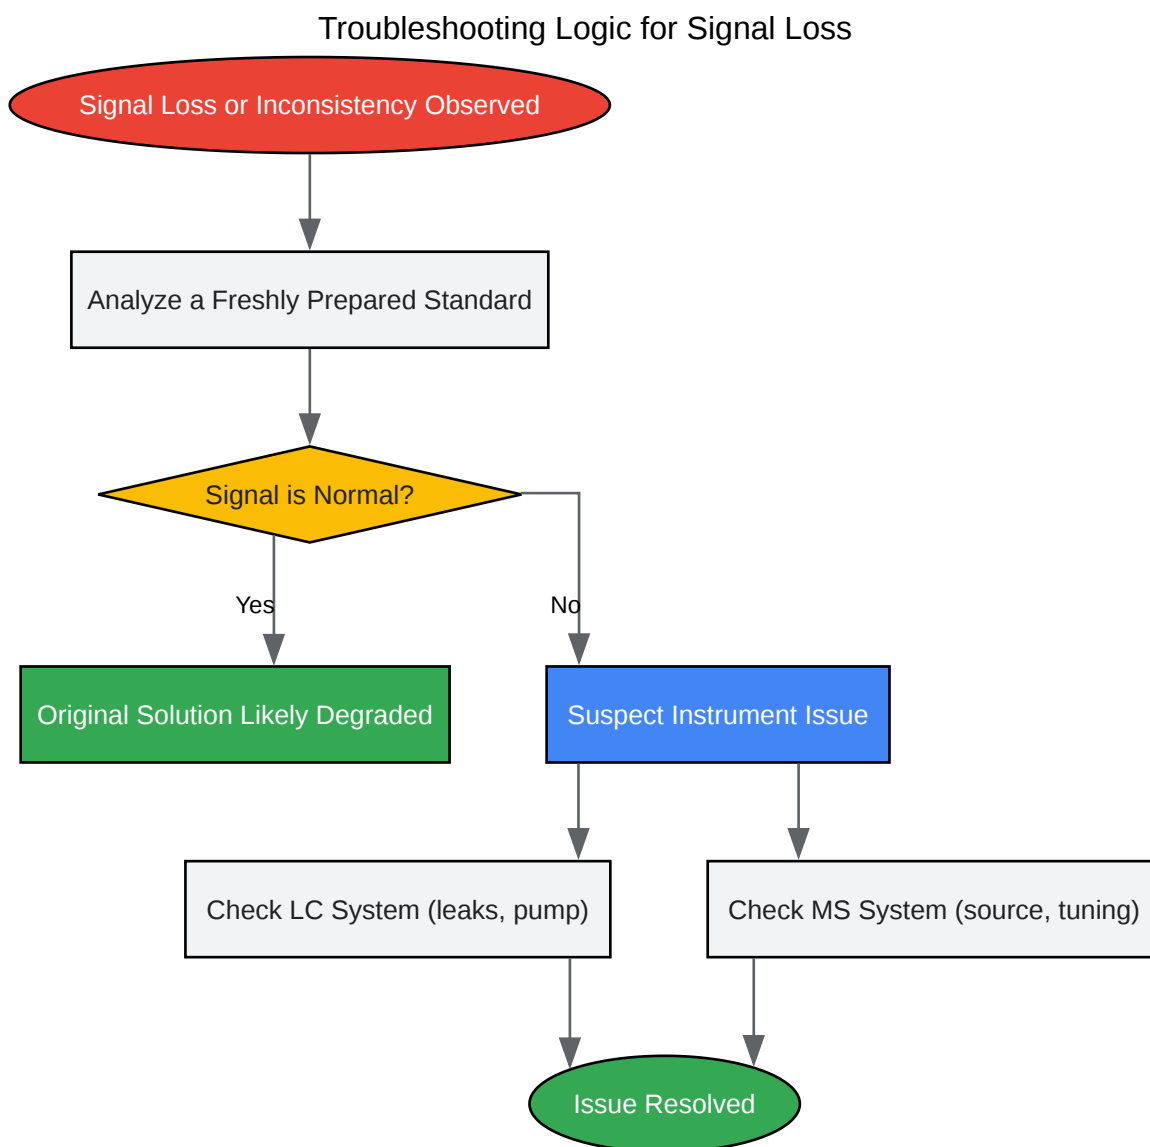 Troubleshooting Logic for Signal Loss
Signal Loss or Inconsistency Observed
Analyze a Freshly Prepared Standard
Signal is Normal?
Yes
No
Original Solution Likely Degraded
Suspect Instrument Issue
Check LC System (leaks, pump)
Check MS System (source, tuning)
Issue Resolved